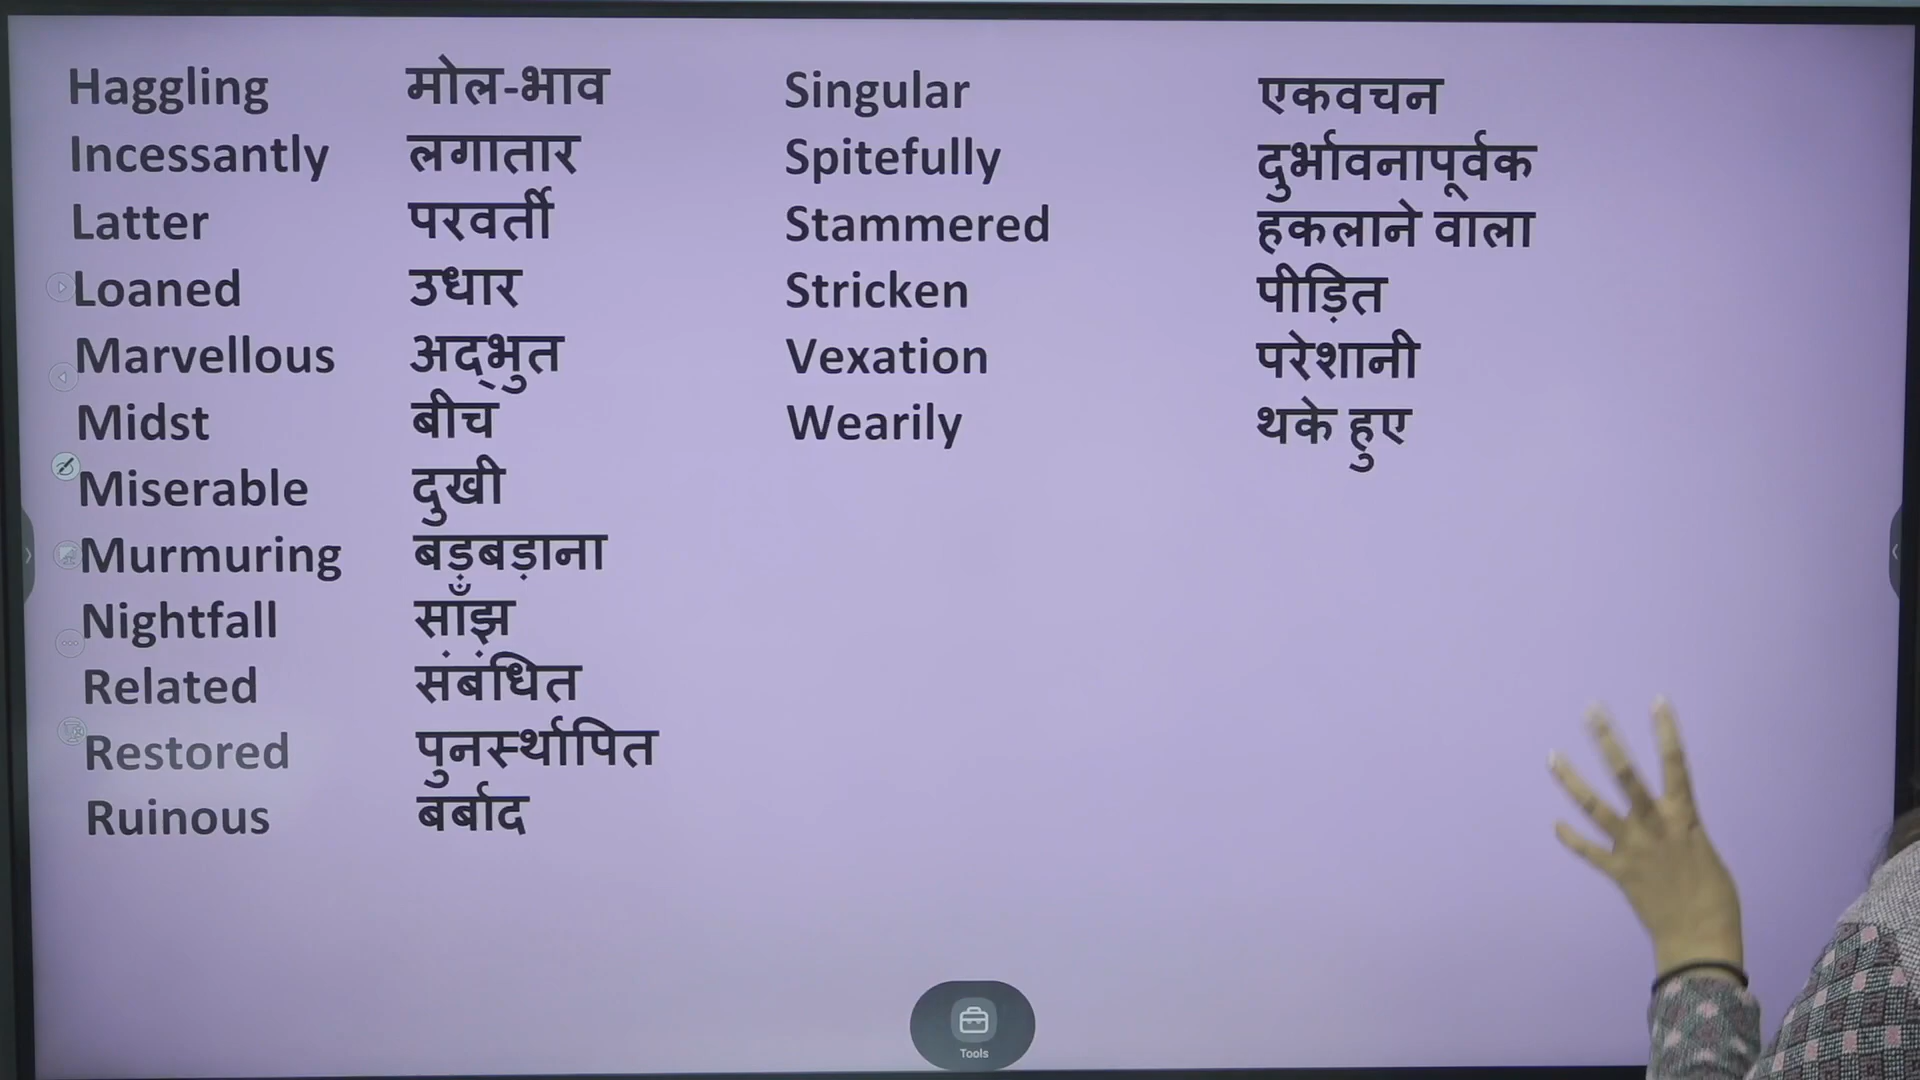 Haggling मोल-भाव
Incessantly लगातार
Latter परवर्ती
Loaned उधार
Marvellous अद्‌भुत
Midst बीच
Miserable दुखी
Murmuring बड़बड़ाना
Nightfall साँझ
Related संबंधित
Restored पुनर्स्थापित
Ruinous बर्बाद
Singular एकवचन
Spitefully दुर्भावनापूर्वक
Stammered हकलाने वाला
Stricken पीड़ित
Vexation परेशानी
Wearily थके हुए
Tools